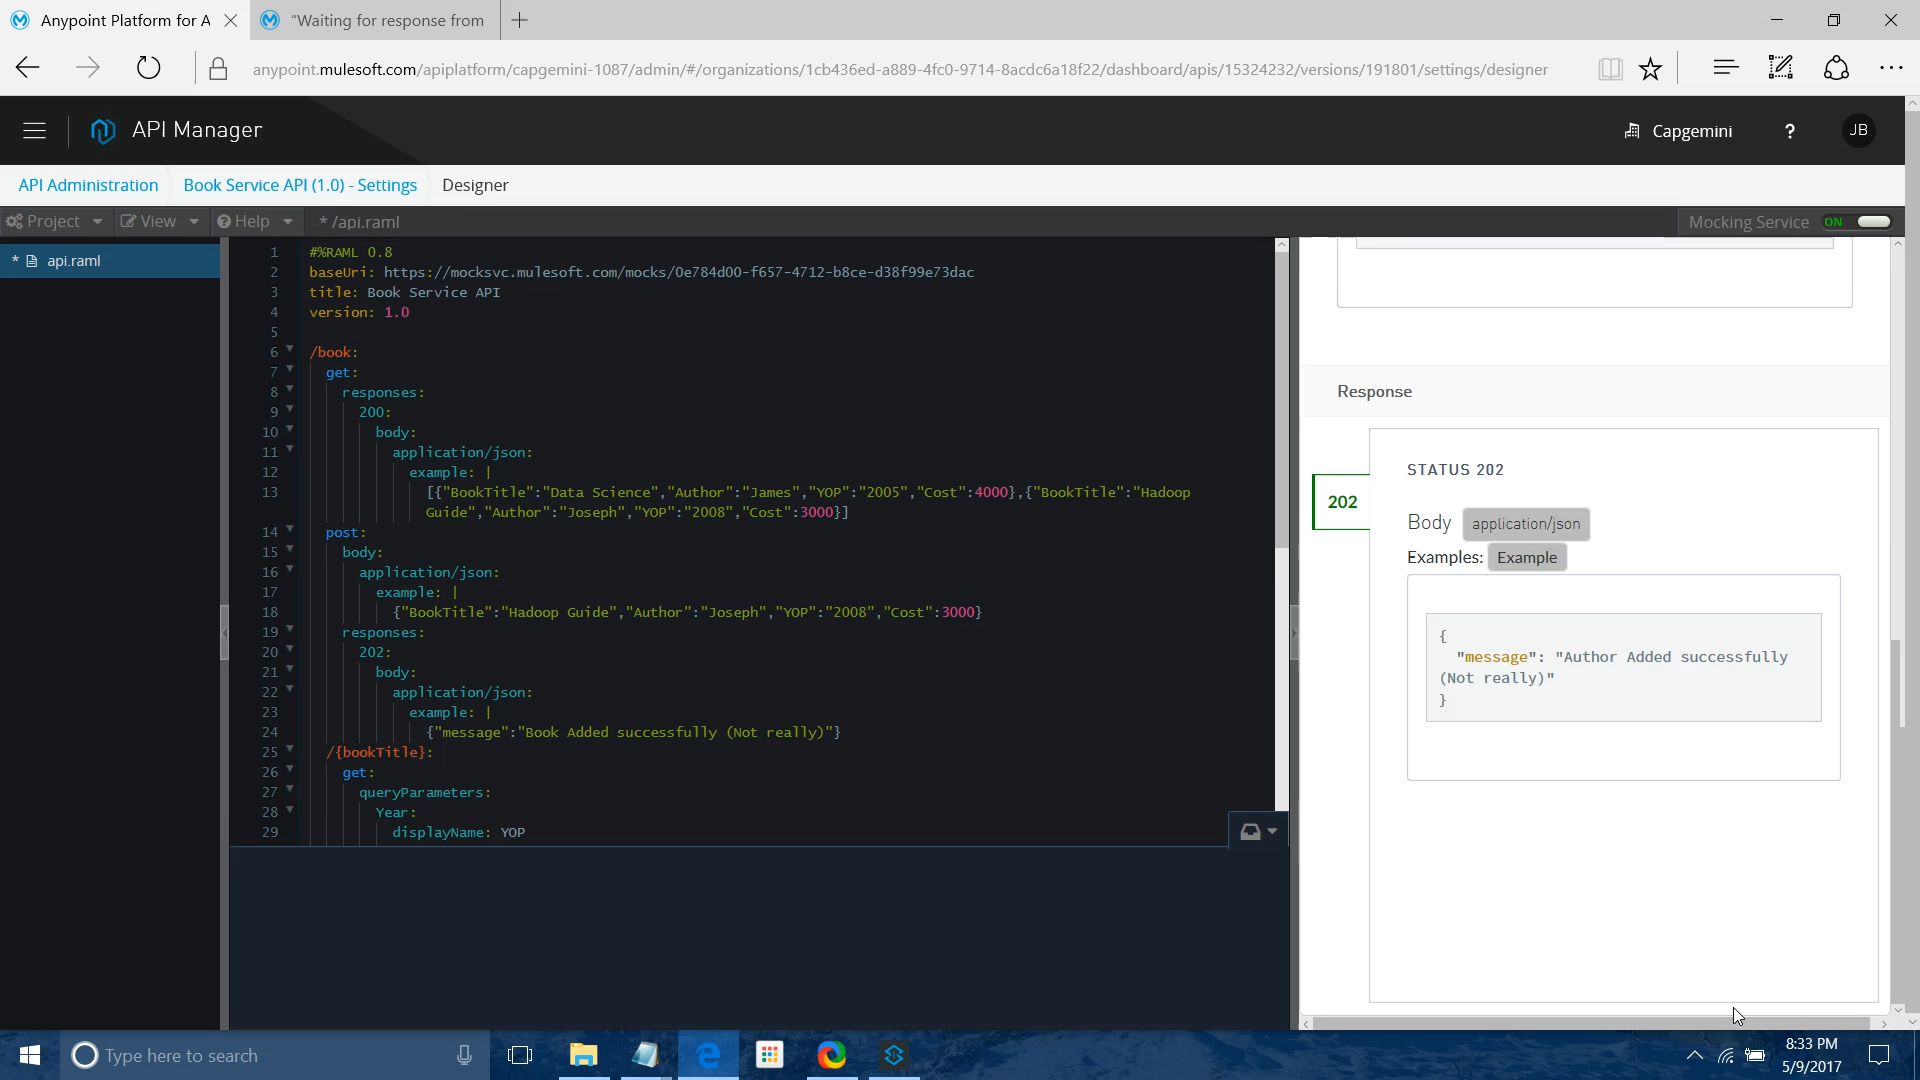 Anypoint Platform for A
"Waiting for response from
anypoint.mulesoft.com/apiplatform/capgemini-1087/admin/#/organizations/1cb436ed-a889-4fc0-9714-8acdc6a18f22/dashboard/apis/15324232/versions/191801/settings/designer
API Manager
Capgemini
?
JB
API Administration
Book Service API (1.0) - Settings
Designer
Project
View
Help
* /api.raml
Mocking Service
ON
* api.raml
1 #%RAML 0.8
2 baseUri: https://mocksvc.mulesoft.com/mocks/0e784d00-f657-4712-b8ce-d38f99e73dac
3 title: Book Service API
4 version: 1.0
5
6 /book:
7 get:
8 responses:
9 200:
10 body:
11 application/json:
12 example: |
13 [{"BookTitle":"Data Science","Author":"James","YOP":"2005","Cost":4000},{"BookTitle":"Hadoop
Guide","Author":"Joseph","YOP":"2008","Cost":3000}]
14 post:
15 body:
16 application/json:
17 example: |
18 {"BookTitle":"Hadoop Guide","Author":"Joseph","YOP":"2008","Cost":3000}
19 responses:
20 202:
21 body:
22 application/json:
23 example: |
24 {"message":"Book Added successfully (Not really)"}
25 /{bookTitle}:
26 get:
27 queryParameters:
28 Year:
29 displayName: YOP
Response
202
STATUS 202
Body application/json
Examples: Example
{
"message": "Author Added successfully
(Not really)"
}
Type here to search
8:33 PM
5/9/2017